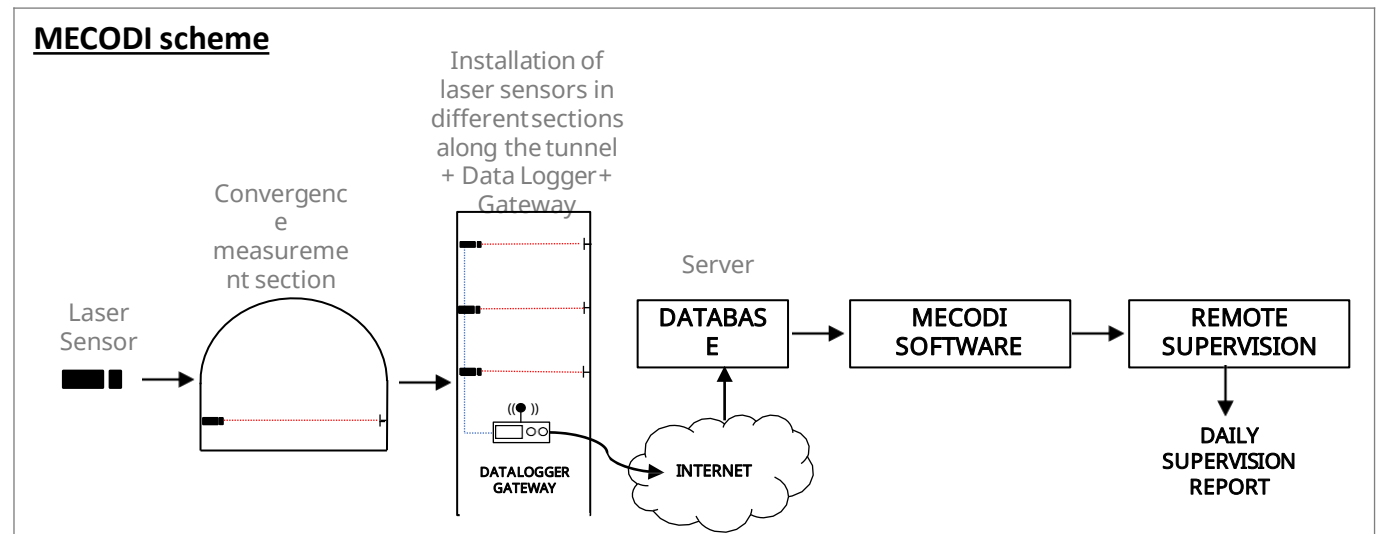 MECODI scheme
Installation of
laser sensors in
different sections
along the tunnel
+ Data Logger+
Gateway
Convergenc
e
measureme
nt section
Laser
Sensor
Server
DATABAS
E
MECODI
SOFTWARE
REMOTE
SUPERVISION
((
))
DATALOGGER
GATEWAY
INTERNET
DAILY
SUPERVISION
REPORT